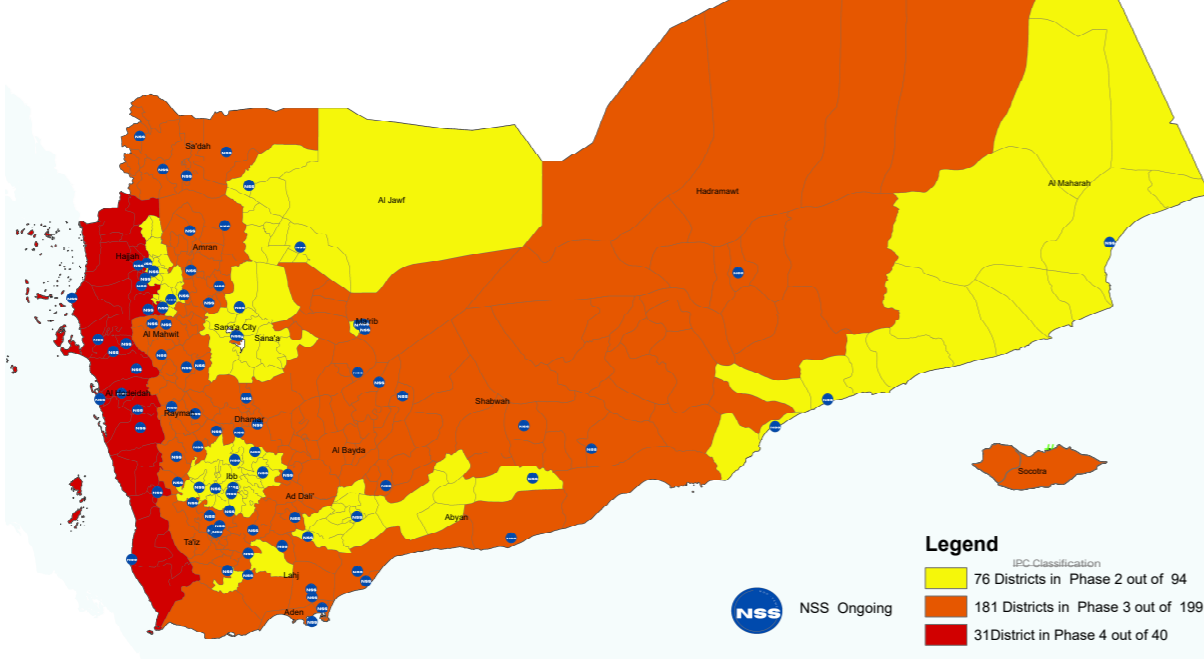 Sa'dah
Al Jawf
Hadramawt
Al Maharah
Hajjah
Amran
Al Mahwit
Sana'a City
Sana'a
Ma'rib
Al Hudeidah
Raymah
Dhamar
Shabwah
Al Bayda
Ibb
Ad Dali'
Abyan
Socotra
Ta'iz
Lahj
Aden
NSS
NSS Ongoing
Legend
IPC Classification
76 Districts in Phase 2 out of 94
181 Districts in Phase 3 out of 199
31District in Phase 4 out of 40